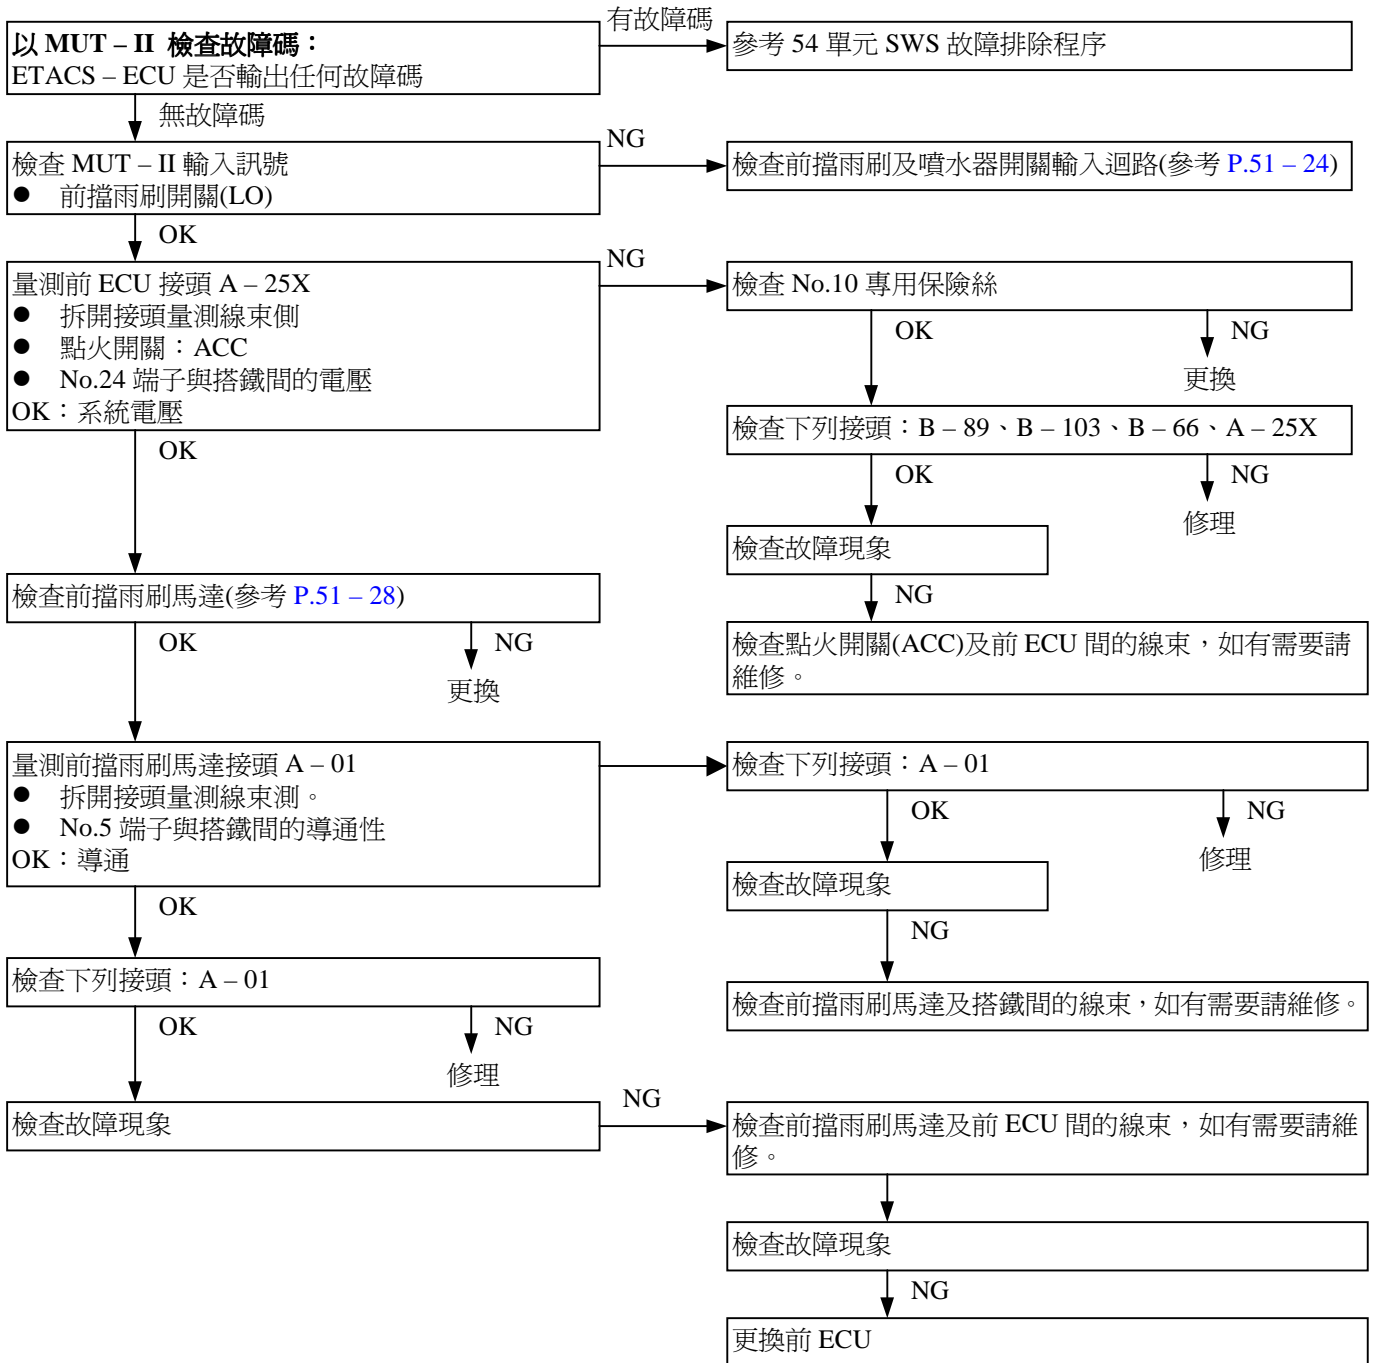 有故障碼
以 MUT – II 檢查故障碼：
ETACS – ECU 是否輸出任何故障碼
參考 54 單元 SWS 故障排除程序
無故障碼
NG
檢查 MUT – II 輸入訊號
● 前擋雨刷開關(LO)
檢查前擋雨刷及噴水器開關輸入迴路(參考 P.51 – 24)
OK
NG
量測前 ECU 接頭 A – 25X
● 拆開接頭量測線束側
● 點火開關：ACC
● No.24 端子與搭鐵間的電壓
OK：系統電壓
檢查 No.10 專用保險絲
OK
NG
更換
檢查下列接頭：B – 89、B – 103、B – 66、A – 25X
OK
OK
NG
修理
檢查故障現象
NG
檢查前擋雨刷馬達(參考 P.51 – 28)
檢查點火開關(ACC)及前 ECU 間的線束，如有需要請
維修。
OK
NG
更換
量測前擋雨刷馬達接頭 A – 01
● 拆開接頭量測線束測。
● No.5 端子與搭鐵間的導通性
OK：導通
檢查下列接頭：A – 01
OK
NG
修理
檢查故障現象
OK
NG
檢查下列接頭：A – 01
檢查前擋雨刷馬達及搭鐵間的線束，如有需要請維修。
OK
NG
修理
NG
檢查故障現象
檢查前擋雨刷馬達及前 ECU 間的線束，如有需要請維
修。
檢查故障現象
NG
更換前 ECU